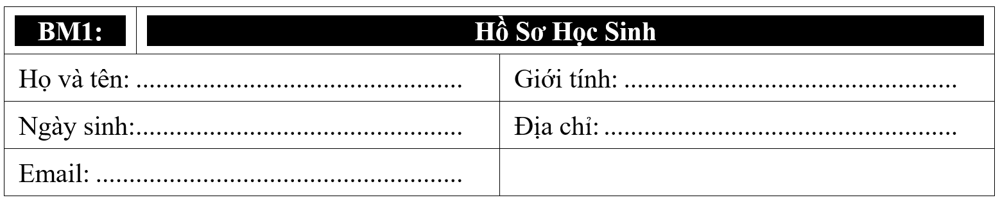 BM1: Hồ Sơ Học Sinh
Họ và tên: ................................................. Giới tính: ..................................................
Ngày sinh:................................................. Địa chỉ: .....................................................
Email: .......................................................